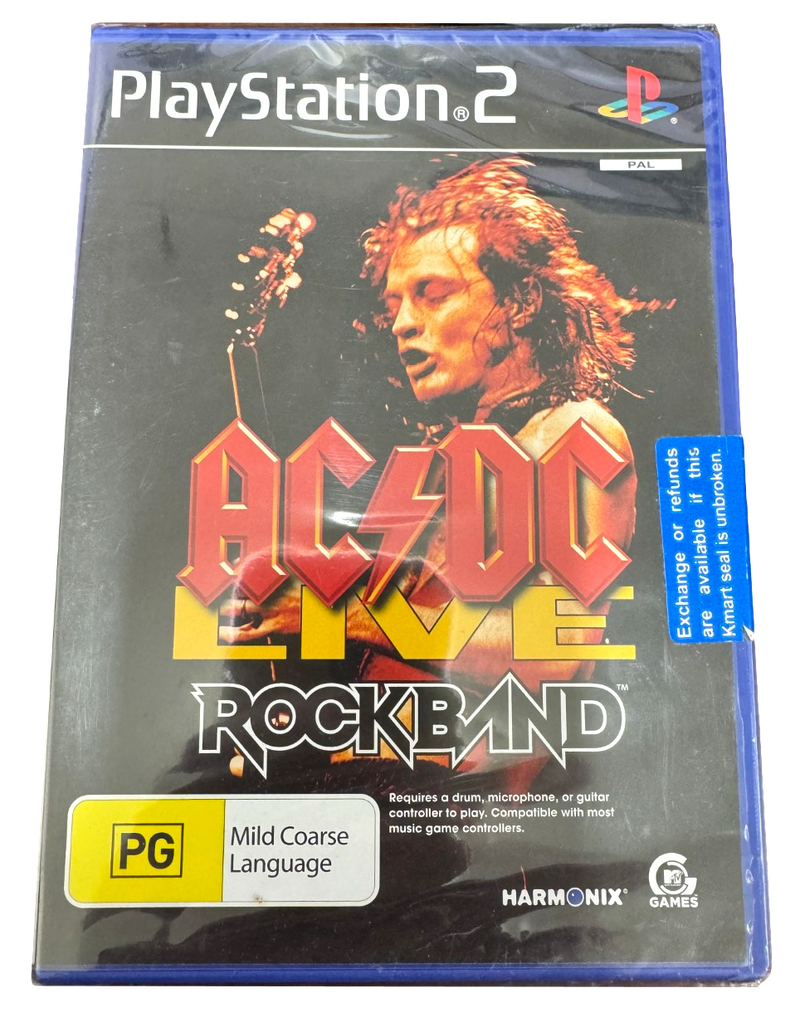 PlayStation®2
®
PAL
AC⚡DC
LIVE
ROCKBAND™
Exchange or refunds
are available if this
Kmart seal is unbroken.
Requires a drum, microphone, or guitar
controller to play. Compatible with most
music game controllers.
PG
Mild Coarse
Language
HARMONIX®
G
MTV
GAMES